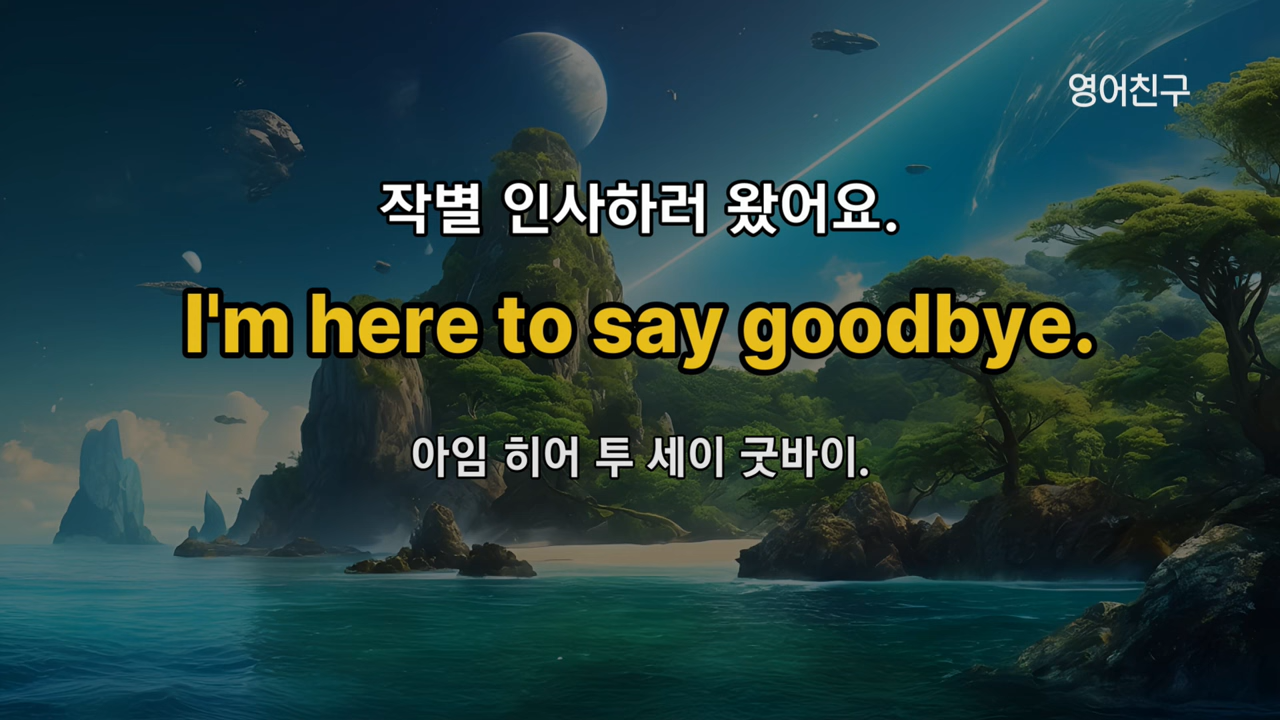 영어친구
작별 인사하러 왔어요.
I'm here to say goodbye.
아임 히어 투 세이 굿바이.